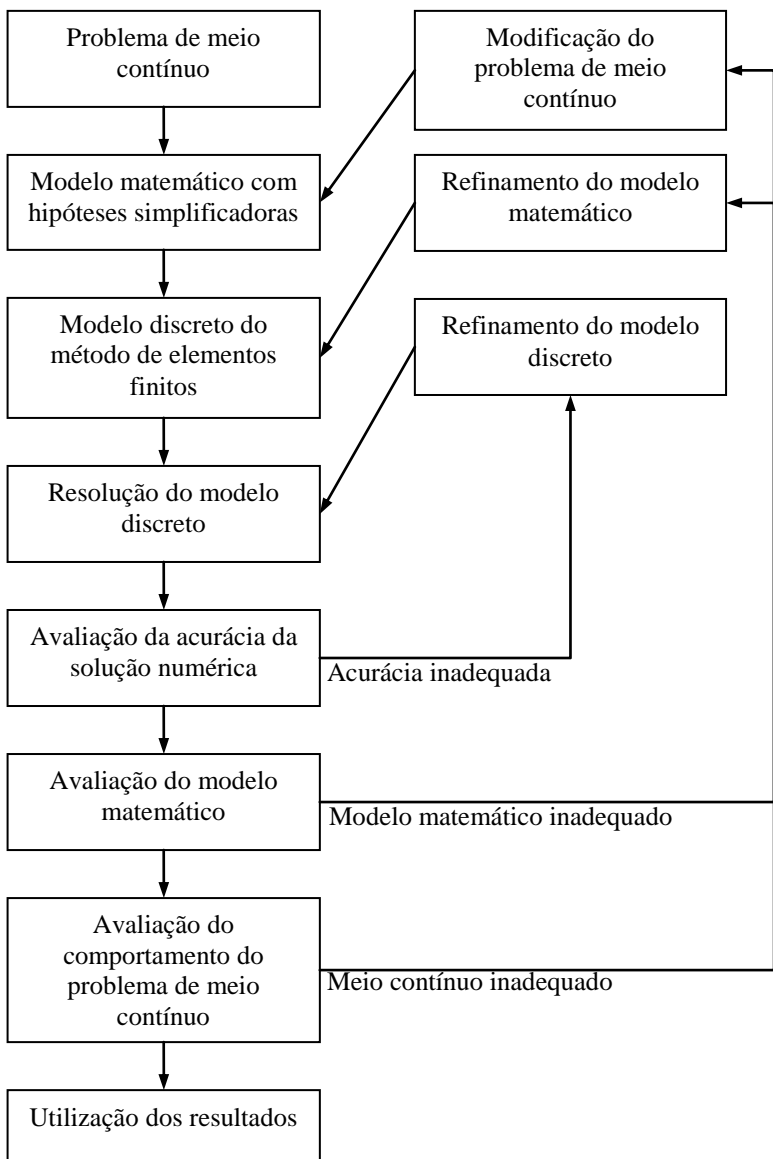 Problema de meio
contínuo
Modificação do
problema de meio
contínuo
Modelo matemático com
hipóteses simplificadoras
Refinamento do modelo
matemático
Modelo discreto do
método de elementos
finitos
Refinamento do modelo
discreto
Resolução do modelo
discreto
Avaliação da acurácia da
solução numérica
Acurácia inadequada
Avaliação do modelo
matemático
Modelo matemático inadequado
Avaliação do
comportamento do
problema de meio
contínuo
Meio contínuo inadequado
Utilização dos resultados